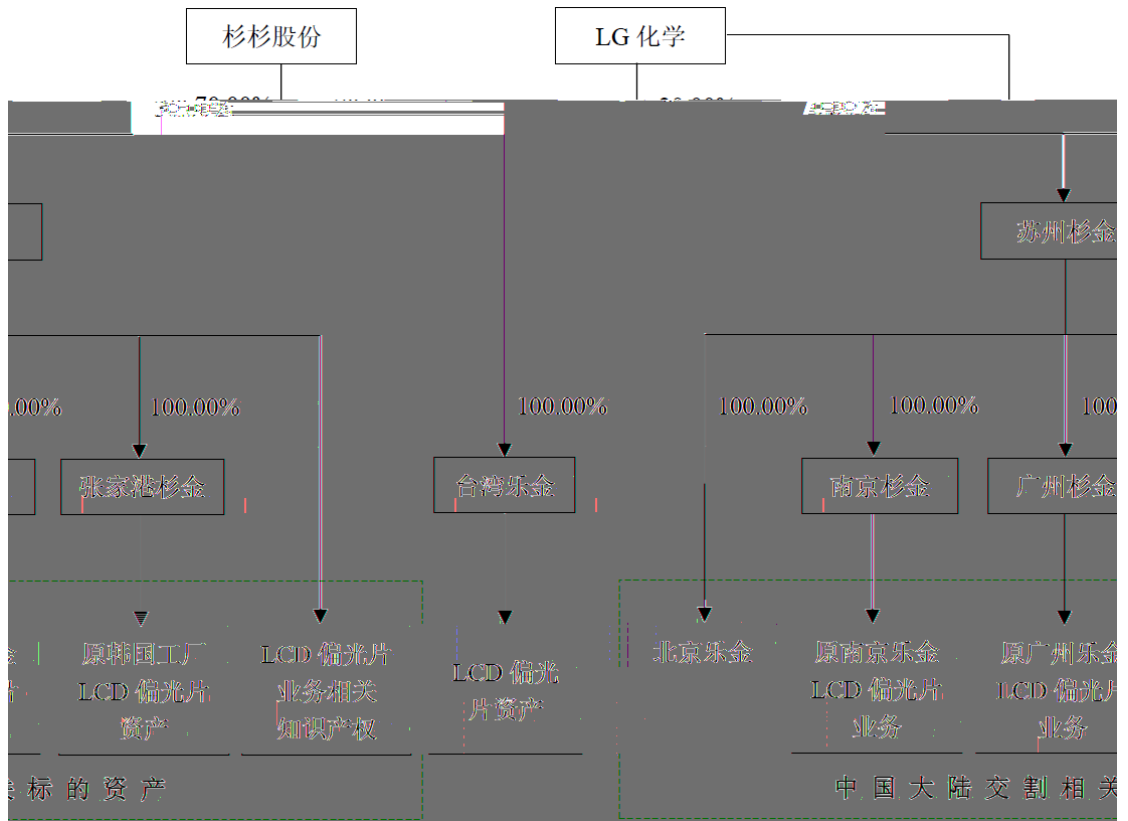 杉杉股份
LG 化学
苏州杉金
.00%
100.00%
100.00%
100.00%
100.00%
100
张家港杉金
台湾乐金
南京杉金
广州杉金
原韩国工厂
LCD 偏光片
资产
LCD 偏光片
业务相关
知识产权
LCD 偏光
片资产
北京乐金
原南京乐金
LCD 偏光片
业务
原广州乐金
LCD 偏光片
业务
标的资产
中国大陆交割相关